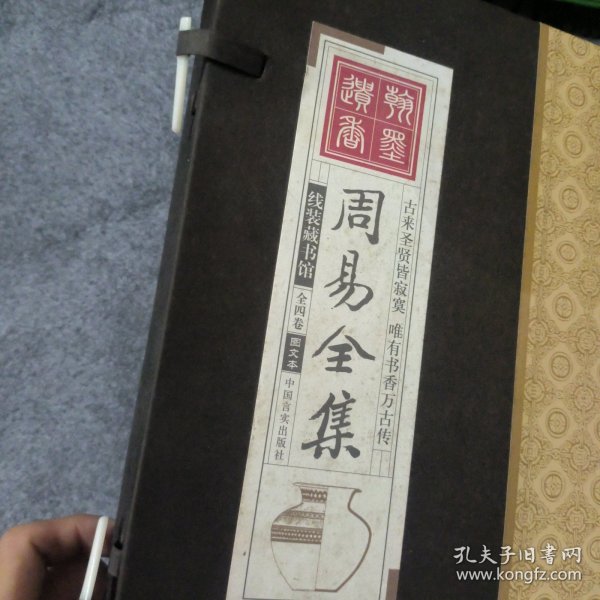 翰墨遗香
古来圣贤皆寂寞 唯有书香万古传
周易全集
线装藏书馆
全四卷
图文本
中国言实出版社
孔夫子旧书网
www.kongfz.com